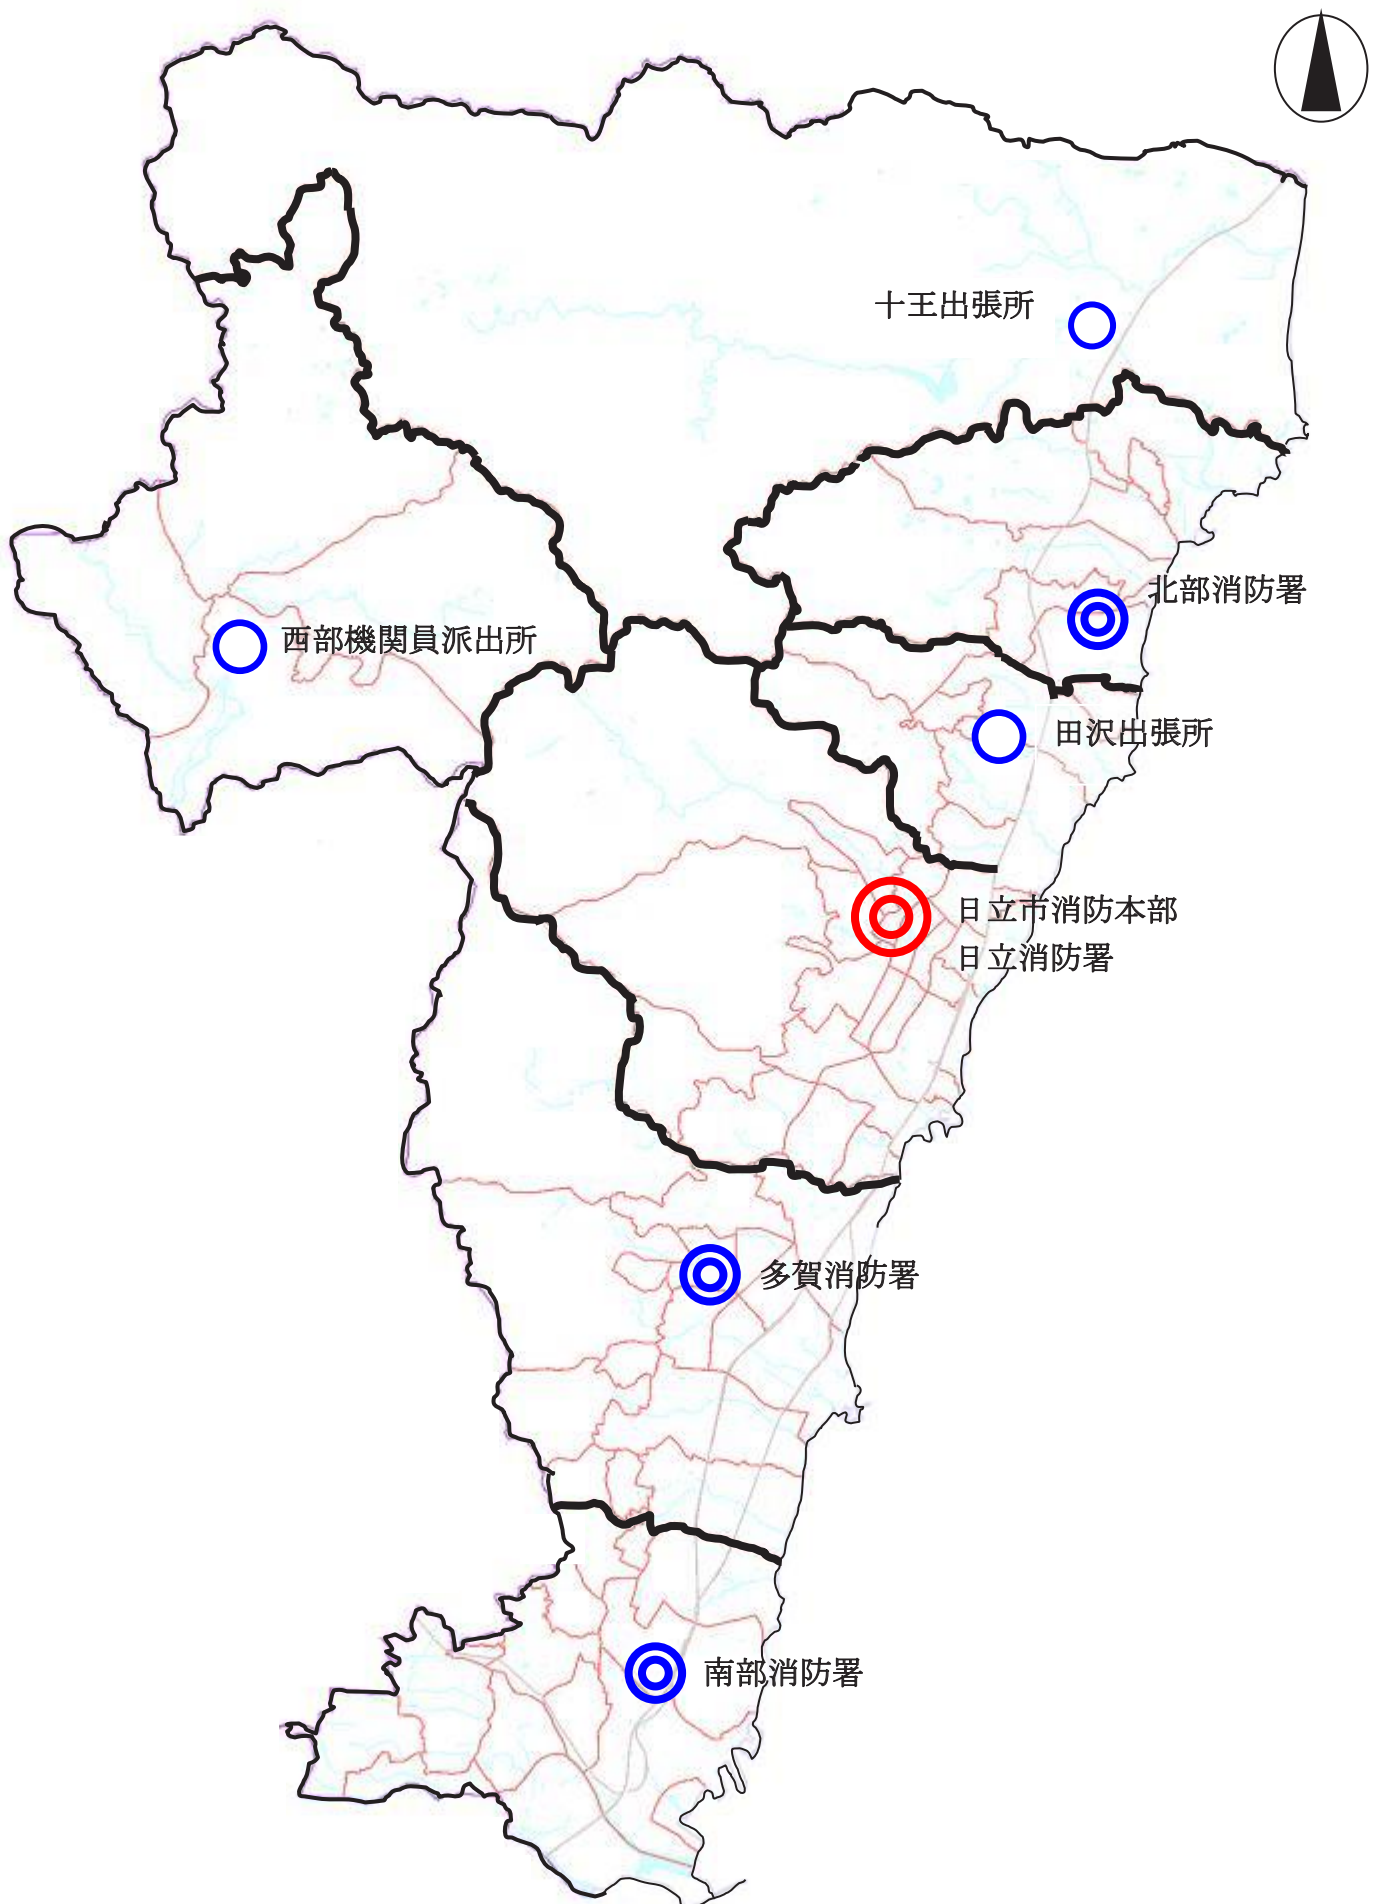 十王出張所
北部消防署
西部機関員派出所
田沢出張所
日立市消防本部
日立消防署
多賀消防署
南部消防署